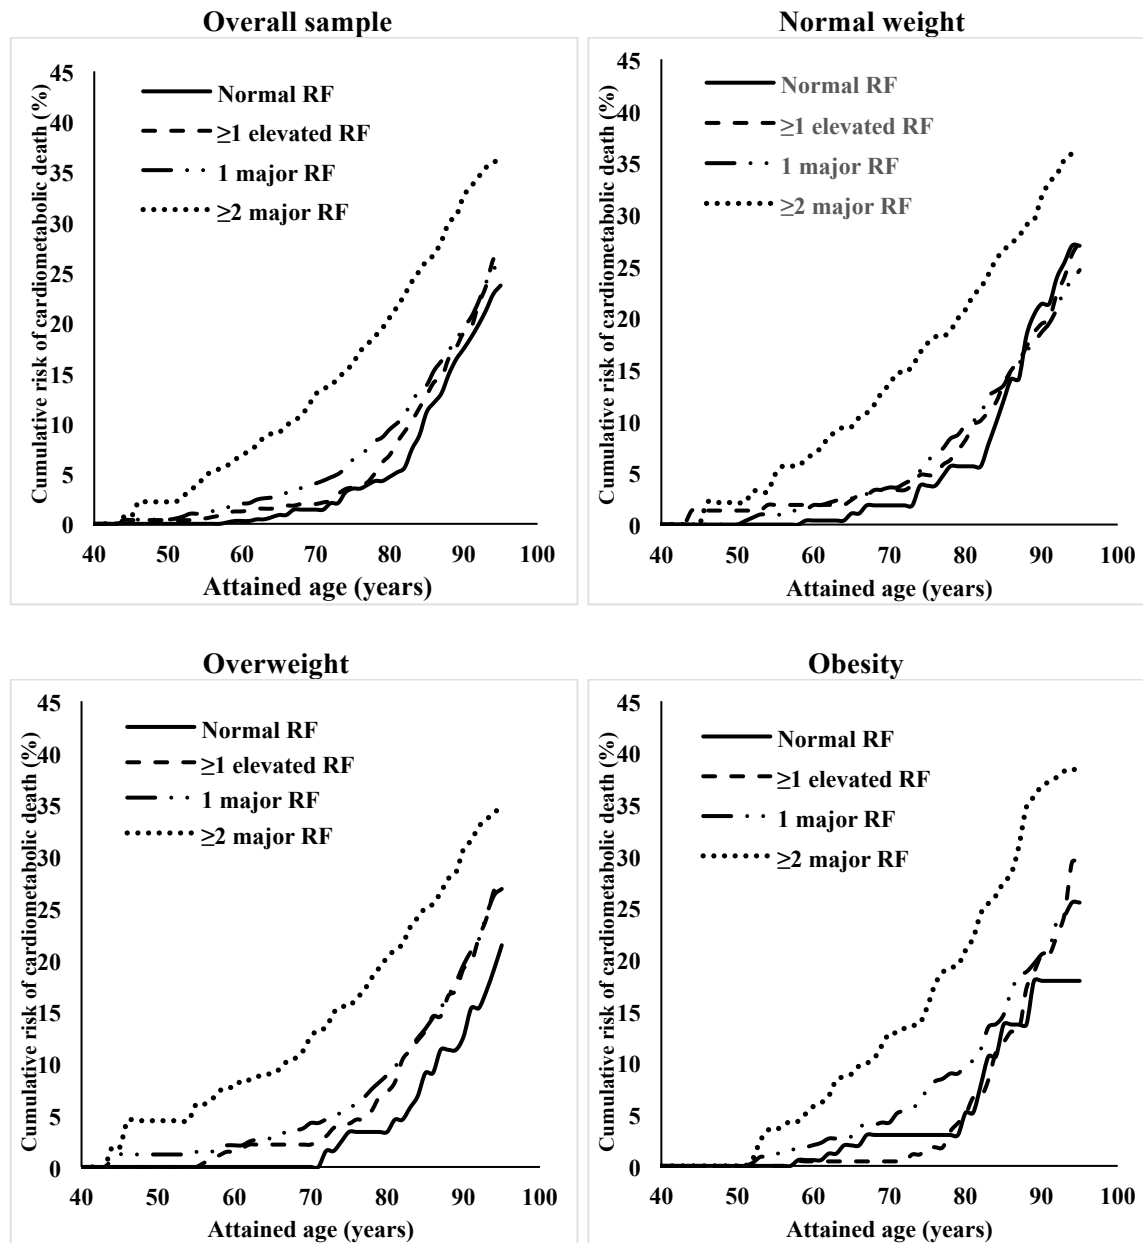 Overall sample
Cumulative risk of cardiometabolic death (%)
45
40
35
30
25
20
15
10
5
0
Normal RF
≥1 elevated RF
1 major RF
≥2 major RF
40 50 60 70 80 90 100
Attained age (years)
Normal weight
Cumulative risk of cardiometabolic death (%)
45
40
35
30
25
20
15
10
5
0
Normal RF
≥1 elevated RF
1 major RF
≥2 major RF
40 50 60 70 80 90 100
Attained age (years)
Overweight
Cumulative risk of cardiometabolic death (%)
45
40
35
30
25
20
15
10
5
0
Normal RF
≥1 elevated RF
1 major RF
≥2 major RF
40 50 60 70 80 90 100
Attained age (years)
Obesity
Cumulative risk of cardiometabolic death (%)
45
40
35
30
25
20
15
10
5
0
Normal RF
≥1 elevated RF
1 major RF
≥2 major RF
40 50 60 70 80 90 100
Attained age (years)